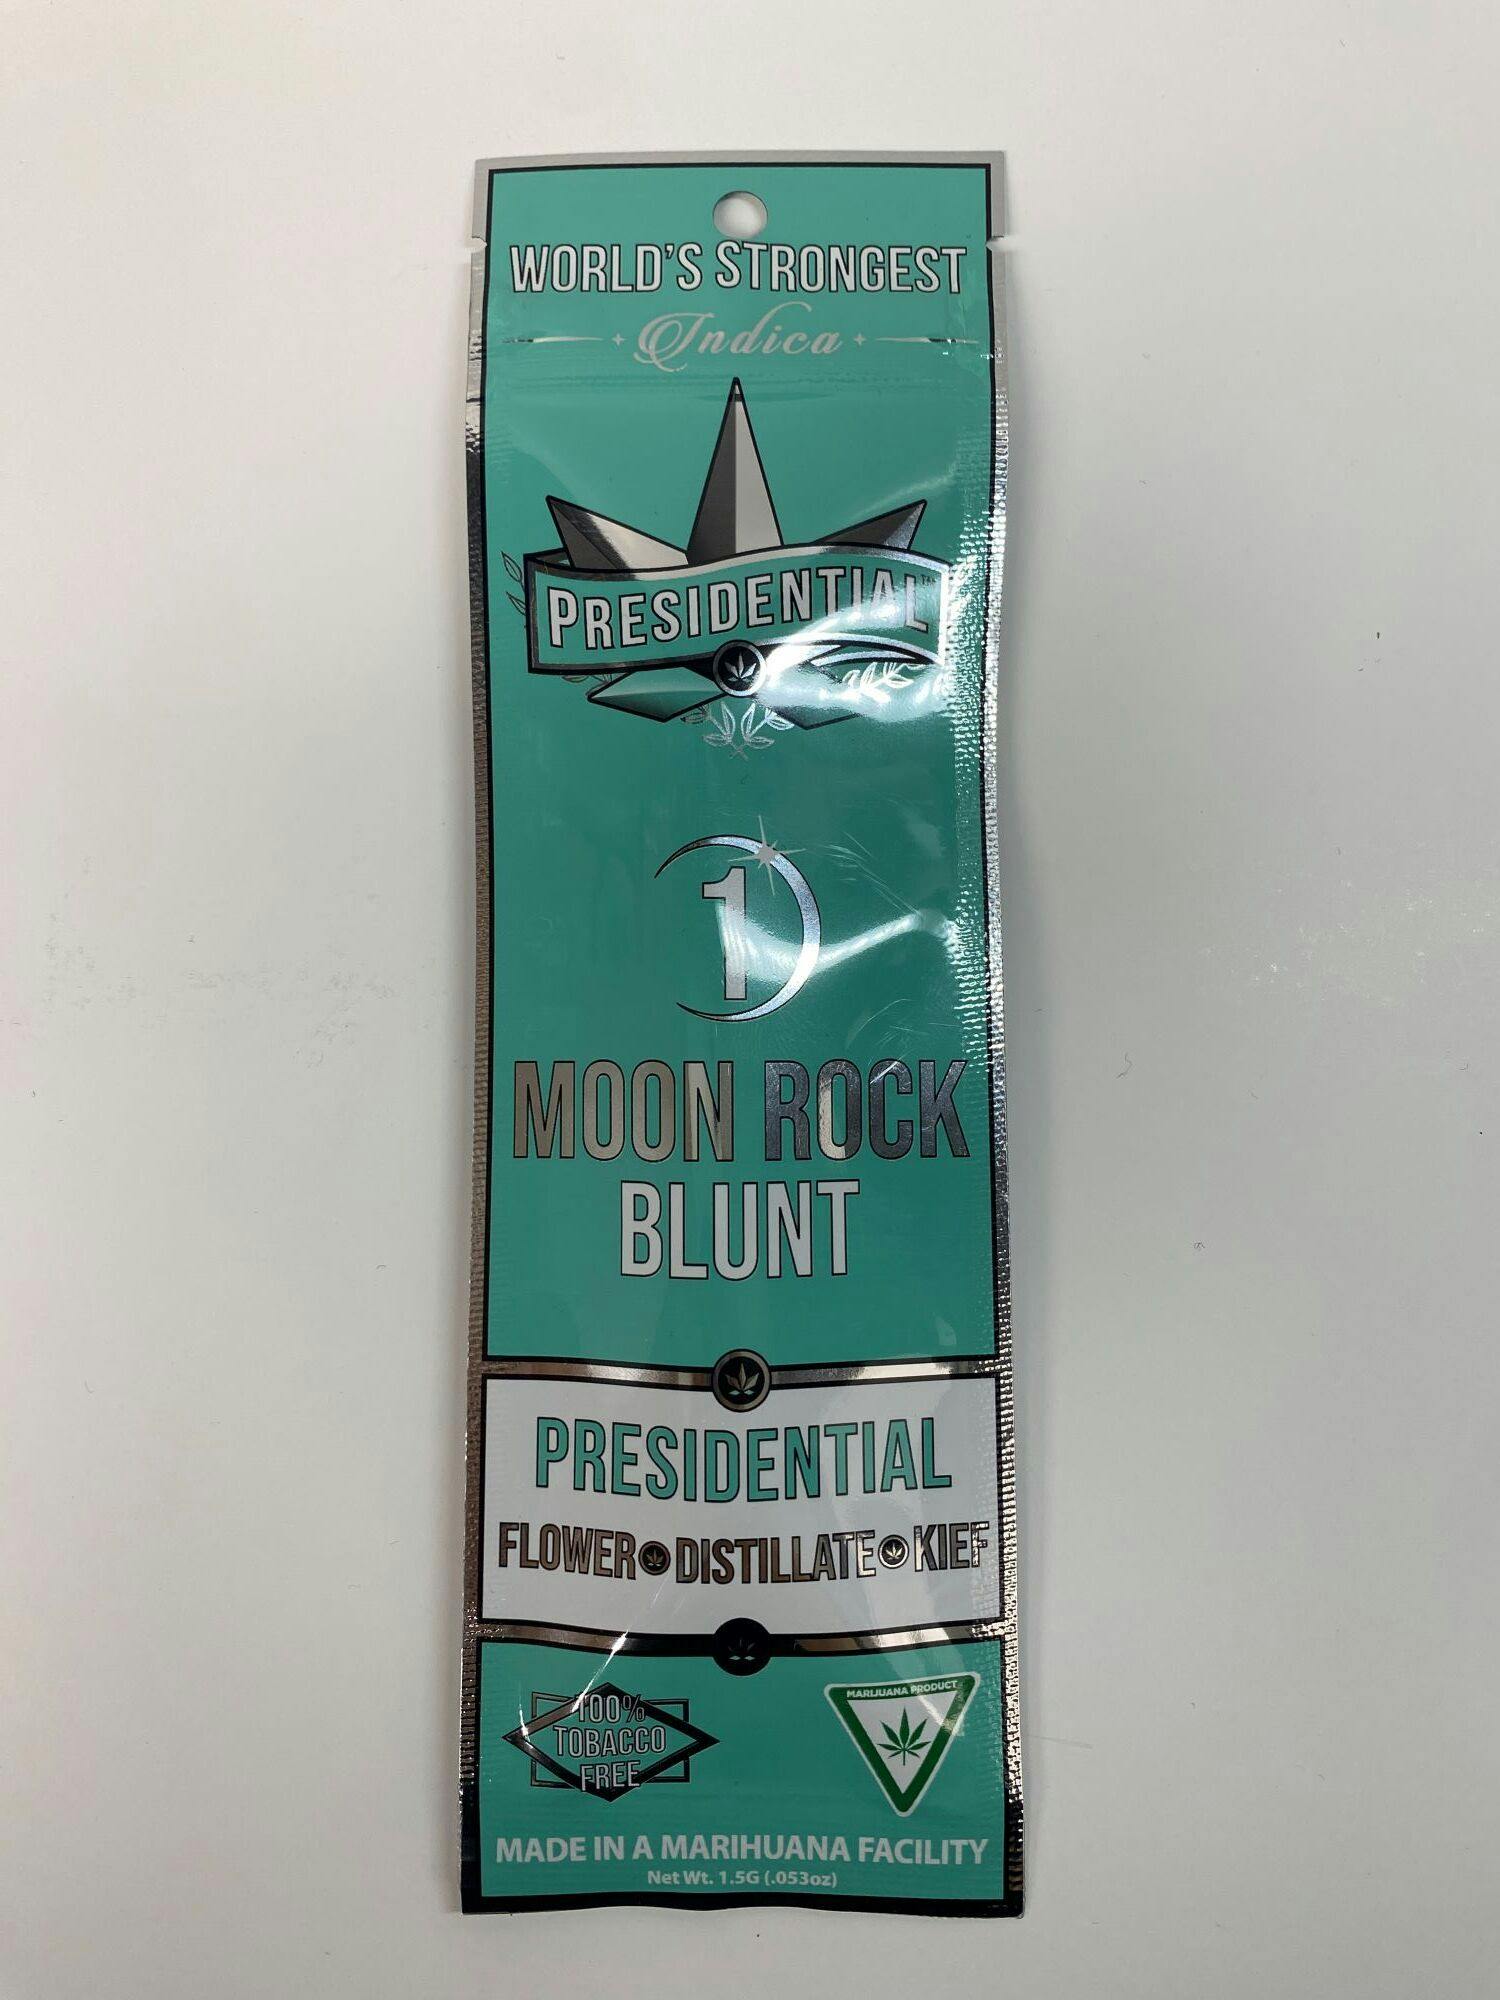 WORLD'S STRONGEST
Indica
PRESIDENTIAL™
1
MOON ROCK
BLUNT
PRESIDENTIAL
FLOWER DISTILLATE KIEF
100%
TOBACCO
FREE
MARIJUANA PRODUCT
MADE IN A MARIHUANA FACILITY
Net Wt. 1.5G (.053oz)